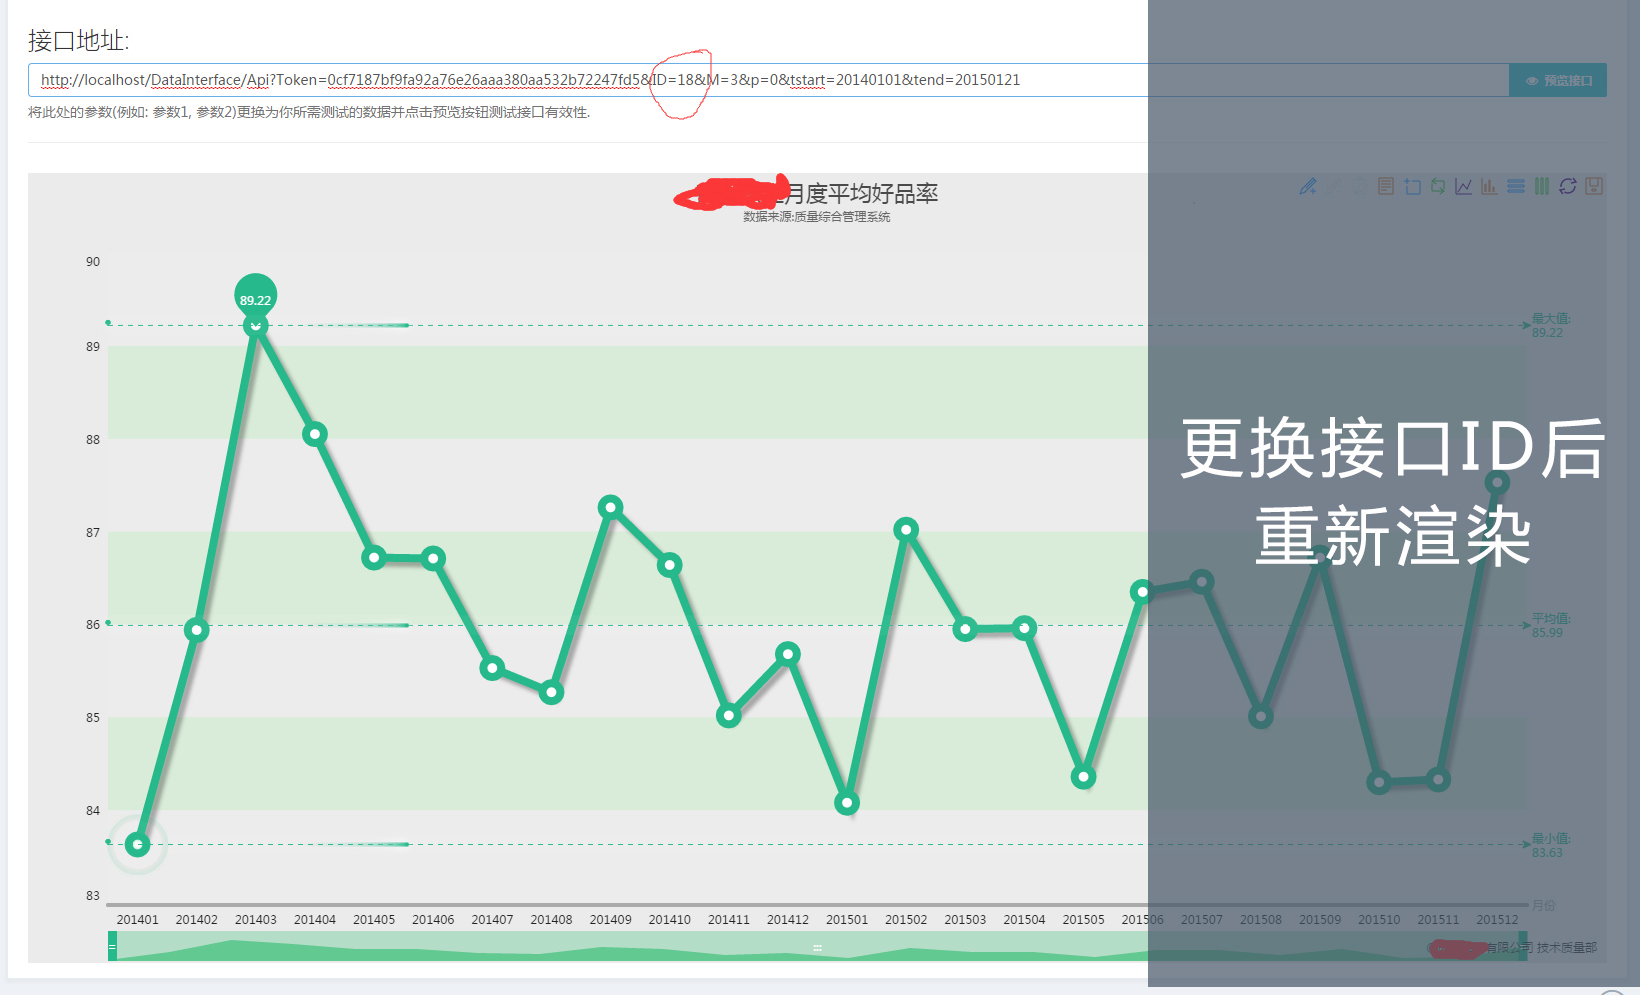 接口地址:
http://localhost/DataInterface/Api?Token=0cf7187bf9fa92a76e26aaa380aa532b72247fd5&ID=18&M=3&p=0&tstart=20140101&tend=20150121
预览接口
将此处的参数(例如: 参数1, 参数2)更换为你所需测试的数据并点击预览按钮测试接口有效性.
月度平均好品率
数据来源:质量综合管理系统
90
89.22
最大值:
89.22
89
88
更换接口ID后
重新渲染
87
86
平均值:
85.99
85
84
最小值:
83.63
83
月份
201401 201402 201403 201404 201405 201406 201407 201408 201409 201410 201411 201412 201501 201502 201503 201504 201505 201506 201507 201508 201509 201510 201511 201512
有限公司 技术质量部